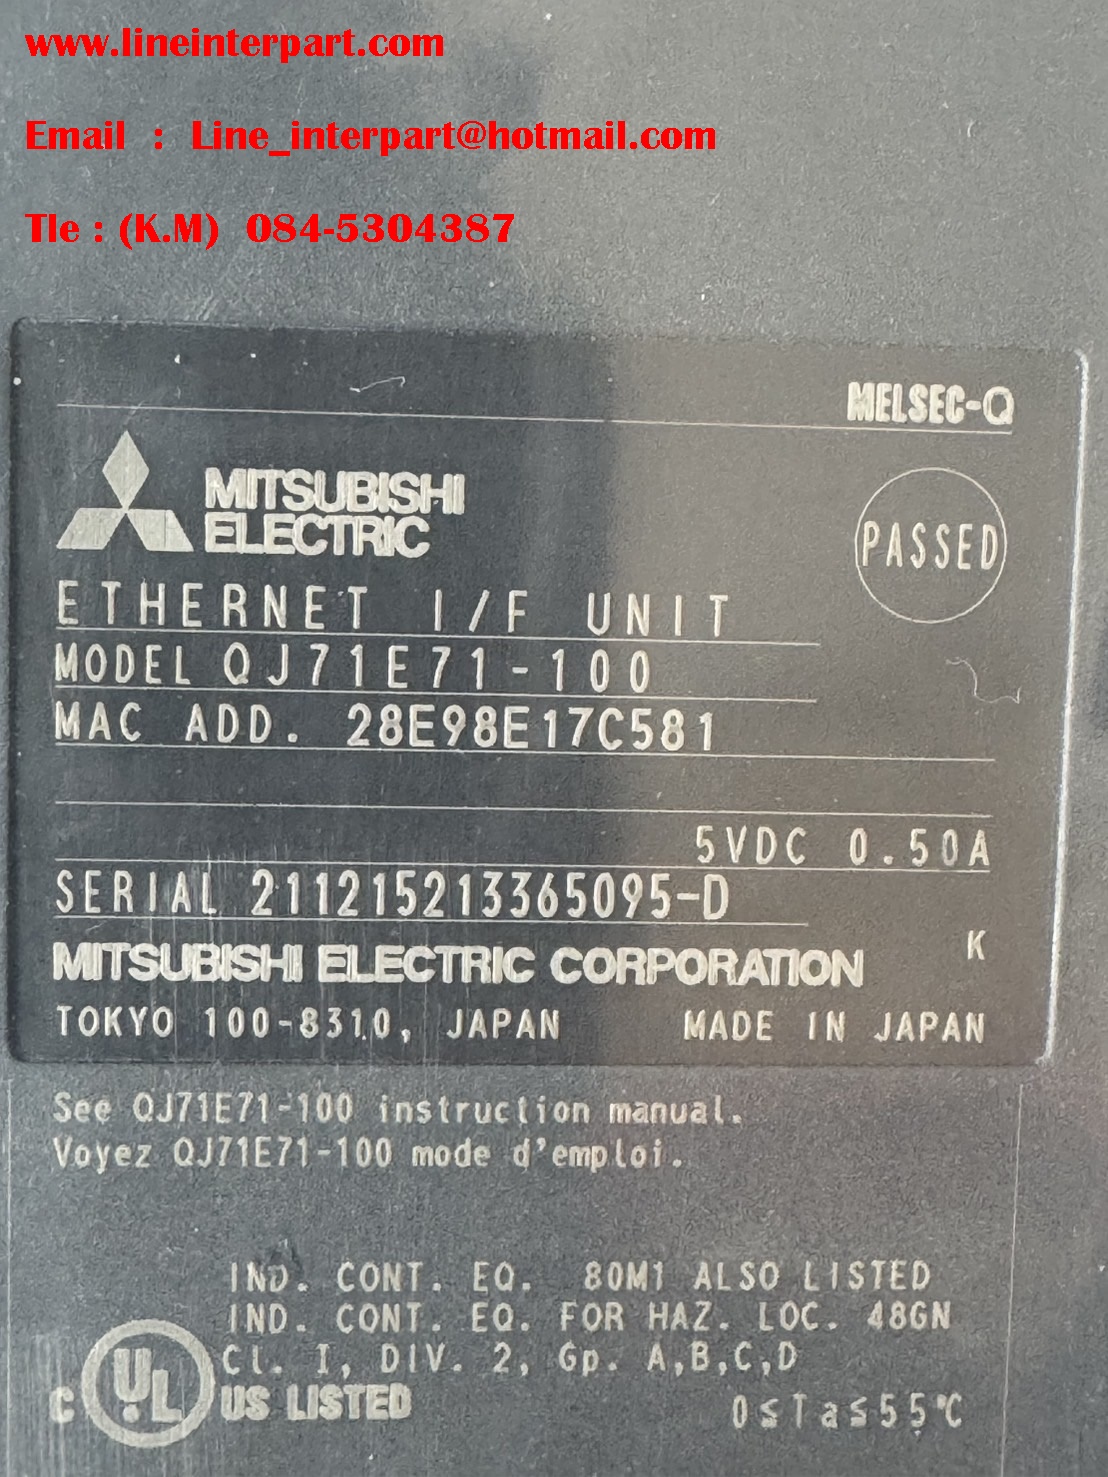 www.lineinterpart.com
Email : Line_interpart@hotmail.com
Tle : (K.M) 084-5304387
MELSEC-Q
MITSUBISHI
ELECTRIC
PASSED
ETHERNET I/F UNIT
MODEL QJ71E71-100
MAC ADD. 28E98E17C581
5VDC 0.50A
SERIAL 211215213365095-D
K
MITSUBISHI ELECTRIC CORPORATION
TOKYO 100-8310, JAPAN MADE IN JAPAN
See QJ71E71-100 instruction manual.
Voyez QJ71E71-100 mode d'emploi.
IND. CONT. EQ. 80M1 ALSO LISTED
IND. CONT. EQ. FOR HAZ. LOC. 48GN
CL. I, DIV. 2, Gp. A,B,C,D
C UL US LISTED 0≤Ta≤55°C